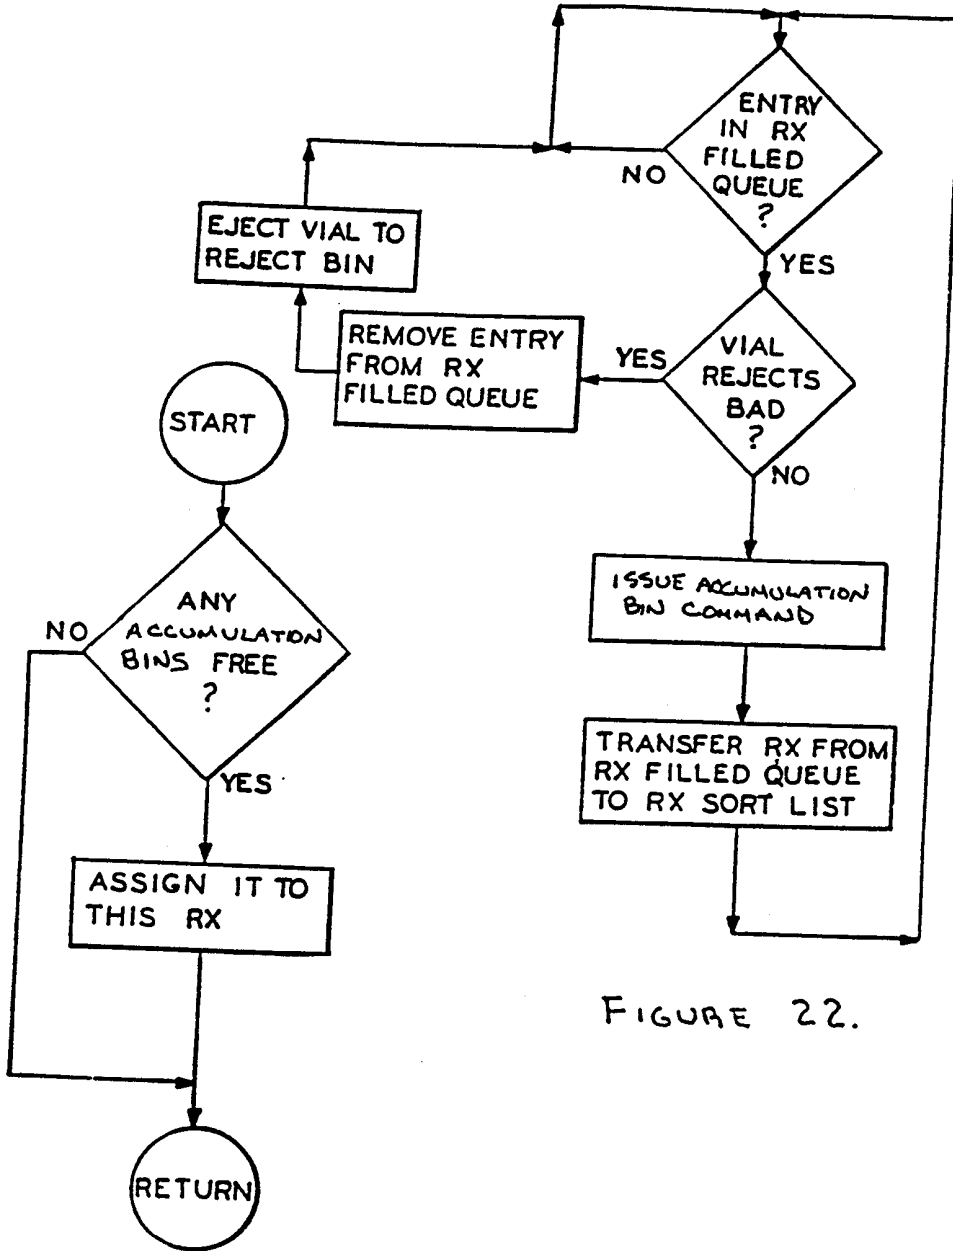 ENTRY
IN RX
FILLED
QUEUE
?
NO
YES
EJECT VIAL TO
REJECT BIN
REMOVE ENTRY
FROM RX
FILLED QUEUE
YES
VIAL
REJECTS
BAD
?
NO
ISSUE ACCUMULATION
BIN COMMAND
TRANSFER RX FROM
RX FILLED QUEUE
TO RX SORT LIST
START
ANY
ACCUMULATION
BINS FREE
?
NO
YES
ASSIGN IT TO
THIS RX
RETURN
FIGURE 22.